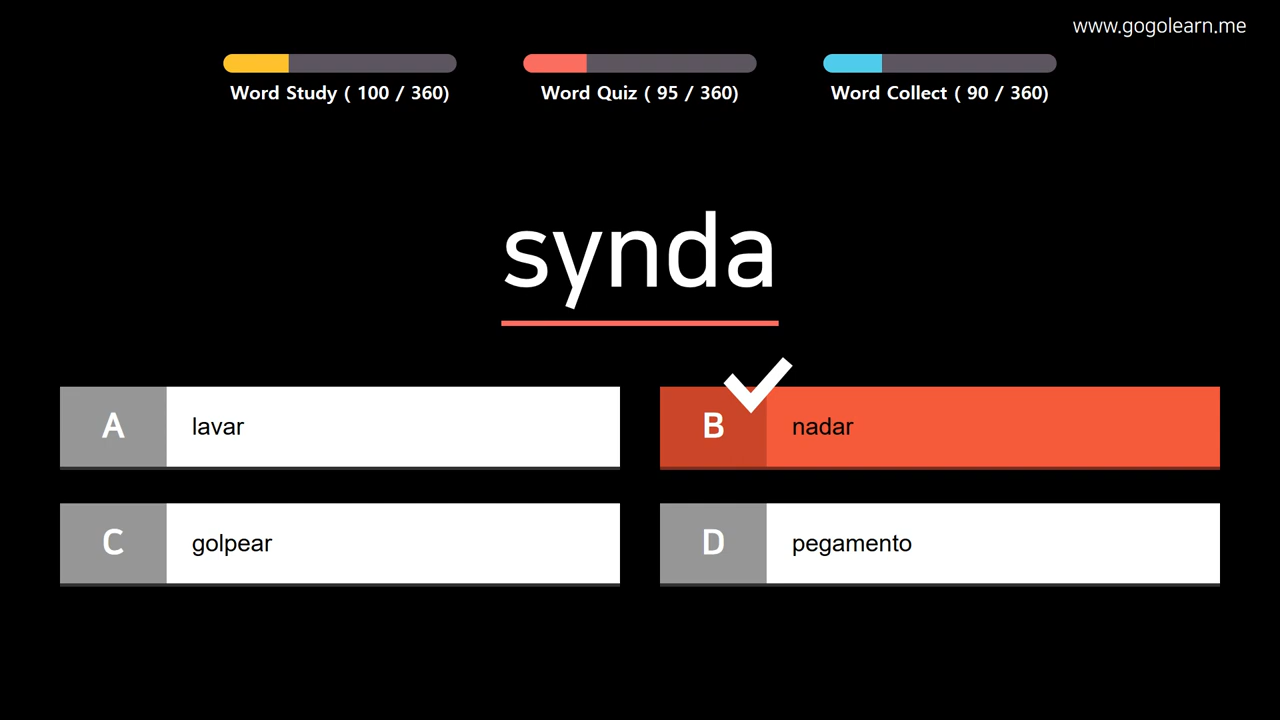 www.gogolearn.me
Word Study ( 100 / 360)
Word Quiz ( 95 / 360)
Word Collect ( 90 / 360)
synda
A lavar
B nadar
C golpear
D pegamento